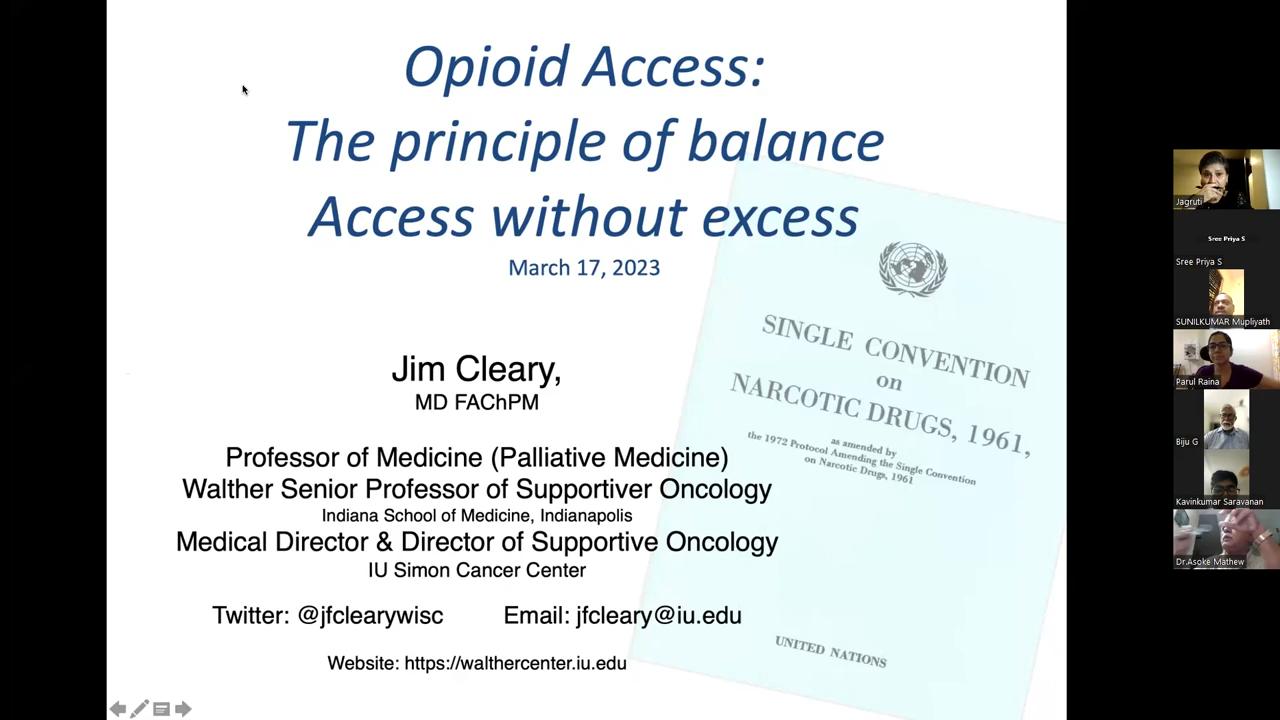 Opioid Access:
The principle of balance
Access without excess
March 17, 2023
Jim Cleary,
MD FAChPM
Professor of Medicine (Palliative Medicine)
Walther Senior Professor of Supportiver Oncology
Indiana School of Medicine, Indianapolis
Medical Director & Director of Supportive Oncology
IU Simon Cancer Center
Twitter: @jfclearywisc Email: jfcleary@iu.edu
Website: https://walthercenter.iu.edu
SINGLE CONVENTION
on
NARCOTIC DRUGS, 1961,
as amended by
the 1972 Protocol Amending the Single Convention
on Narcotic Drugs, 1961
UNITED NATIONS
Jagruti
Sree Priya S
Sree Priya S
SUNILKUMAR Mupliyath
Parul Raina
Biju G
Kavinkumar Saravanan
Dr.Asoke Mathew